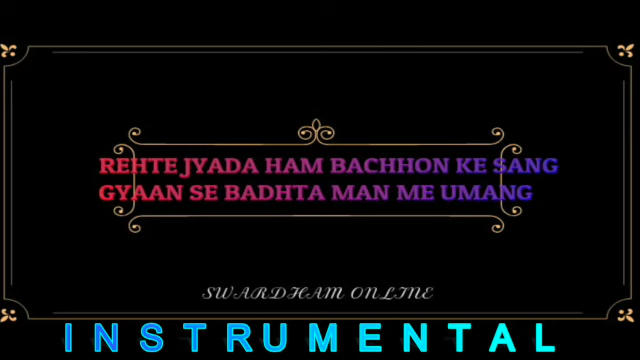 REHTE JYADA HAM BACHHON KE SANG
GYAAN SE BADHTA MAN ME UMANG
SWARDHAM ONLINE
INSTRUMENTAL